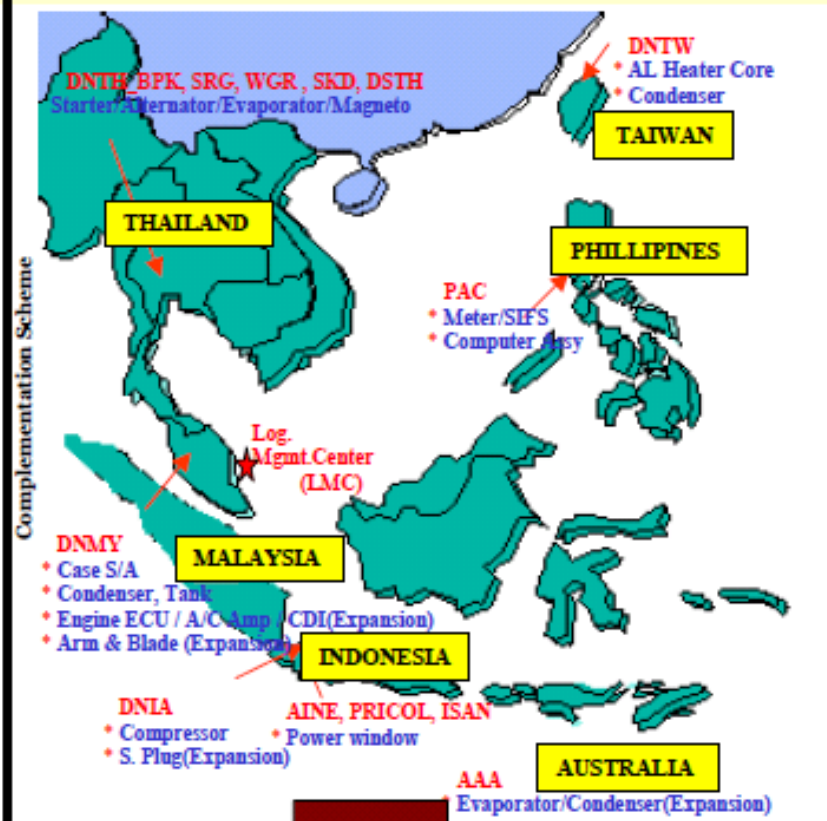 DNTW
* AL Heater Core
* Condenser
TAIWAN
DNTH_BPK, SRG, WGR , SKD, DSTH
Starter/Alternator/Evaporator/Magneto
THAILAND
PHILLIPINES
PAC
* Meter/SIFS
* Computer Assy
Complementation Scheme
Log.
Mgmt.Center
(LMC)
DNMY
* Case S/A
* Condenser, Tank
* Engine ECU / A/C Amp / CDI(Expansion)
* Arm & Blade (Expansion)
MALAYSIA
INDONESIA
DNIA
* Compressor
* S. Plug(Expansion)
AINE, PRICOL, ISAN
* Power window
AUSTRALIA
AAA
* Evaporator/Condenser(Expansion)